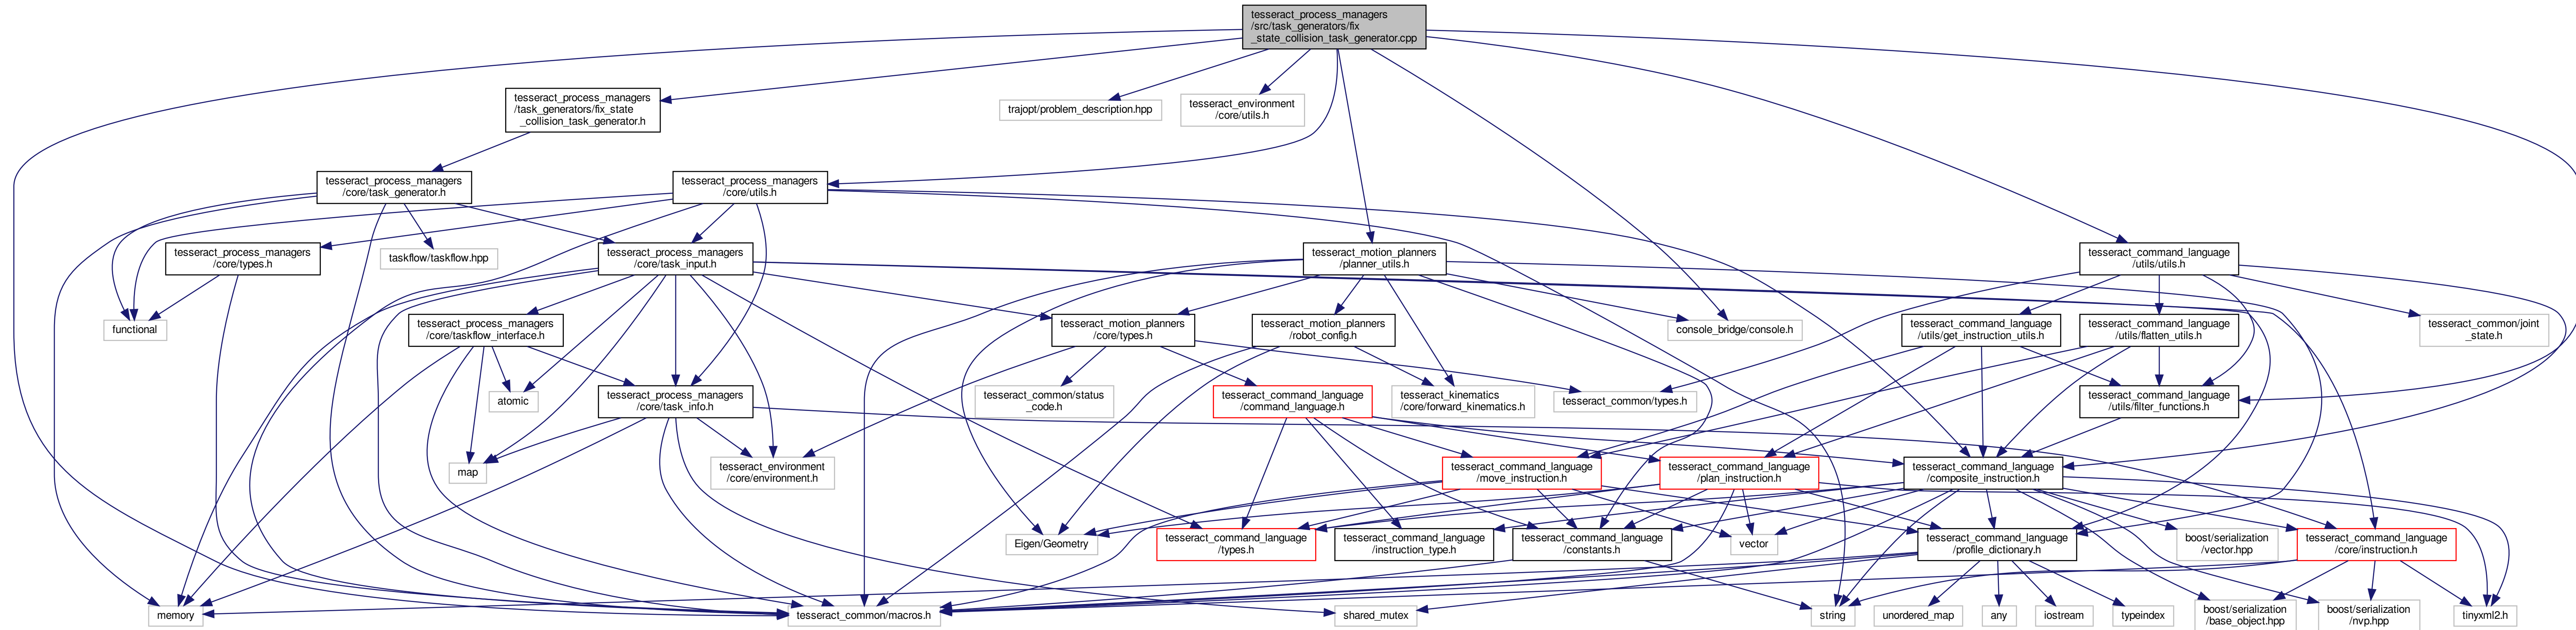 tesseract_process_managers
/src/task_generators/fix
_state_collision_task_generator.cpp
tesseract_process_managers
/task_generators/fix_state
_collision_task_generator.h
trajopt/problem_description.hpp
tesseract_environment
/core/utils.h
tesseract_process_managers
/core/task_generator.h
tesseract_process_managers
/core/utils.h
tesseract_process_managers
/core/types.h
taskflow/taskflow.hpp
tesseract_process_managers
/core/task_input.h
tesseract_motion_planners
/planner_utils.h
tesseract_command_language
/utils/utils.h
functional
tesseract_process_managers
/core/taskflow_interface.h
tesseract_motion_planners
/core/types.h
tesseract_motion_planners
/robot_config.h
console_bridge/console.h
tesseract_command_language
/utils/get_instruction_utils.h
tesseract_command_language
/utils/flatten_utils.h
tesseract_common/joint
_state.h
atomic
tesseract_process_managers
/core/task_info.h
tesseract_common/status
_code.h
tesseract_command_language
/command_language.h
tesseract_kinematics
/core/forward_kinematics.h
tesseract_common/types.h
tesseract_command_language
/utils/filter_functions.h
map
tesseract_environment
/core/environment.h
tesseract_command_language
/move_instruction.h
tesseract_command_language
/plan_instruction.h
tesseract_command_language
/composite_instruction.h
Eigen/Geometry
tesseract_command_language
/types.h
tesseract_command_language
/instruction_type.h
tesseract_command_language
/constants.h
vector
tesseract_command_language
/profile_dictionary.h
boost/serialization
/vector.hpp
tesseract_command_language
/core/instruction.h
memory
tesseract_common/macros.h
shared_mutex
string
unordered_map
any
iostream
typeindex
boost/serialization
/base_object.hpp
boost/serialization
/nvp.hpp
tinyxml2.h